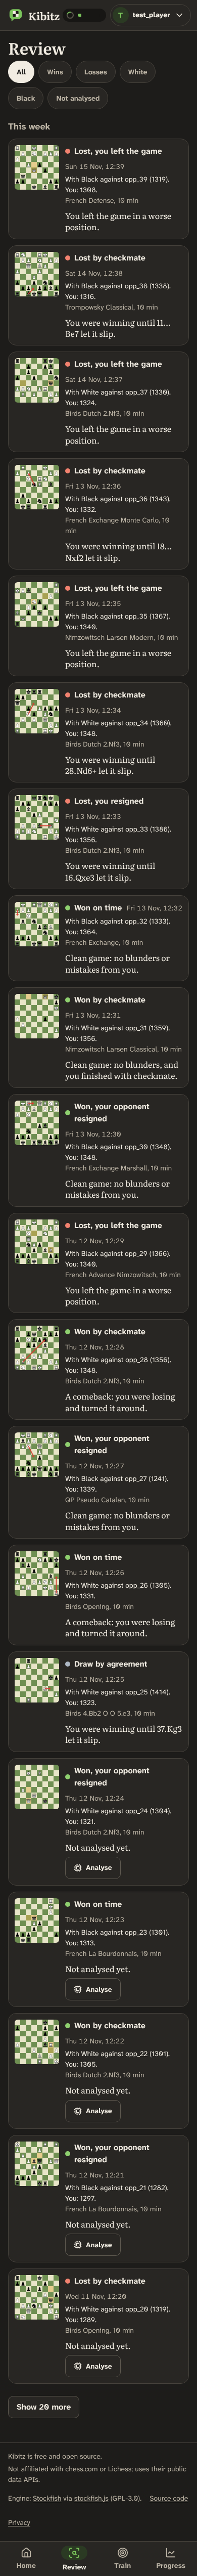 Kibitz
T test_player
Review
All
Wins
Losses
White
Black
Not analysed
This week
Lost, you left the game
Sun 15 Nov, 12:39
With Black against opp_39 (1319).
You: 1308.
French Defense, 10 min
You left the game in a worse
position.
Lost by checkmate
Sat 14 Nov, 12:38
With Black against opp_38 (1338).
You: 1316.
Trompowsky Classical, 10 min
You were winning until 11...
Be7 let it slip.
Lost, you left the game
Sat 14 Nov, 12:37
With White against opp_37 (1330).
You: 1324.
Birds Dutch 2.Nf3, 10 min
You left the game in a worse
position.
Lost by checkmate
Fri 13 Nov, 12:36
With Black against opp_36 (1343).
You: 1332.
French Exchange Monte Carlo, 10
min
You were winning until 18...
Nxf2 let it slip.
Lost, you left the game
Fri 13 Nov, 12:35
With White against opp_35 (1367).
You: 1340.
Nimzowitsch Larsen Modern, 10 min
You left the game in a worse
position.
Lost by checkmate
Fri 13 Nov, 12:34
With White against opp_34 (1360).
You: 1348.
Birds Dutch 2.Nf3, 10 min
You were winning until
28.Nd6+ let it slip.
Lost, you resigned
Fri 13 Nov, 12:33
With White against opp_33 (1386).
You: 1356.
Birds Dutch 2.Nf3, 10 min
You were winning until
16.Qxe3 let it slip.
Won on time Fri 13 Nov, 12:32
With Black against opp_32 (1333).
You: 1364.
French Exchange, 10 min
Clean game: no blunders or
mistakes from you.
Won by checkmate
Fri 13 Nov, 12:31
With White against opp_31 (1359).
You: 1356.
Nimzowitsch Larsen Classical, 10 min
Clean game: no blunders, and
you finished with checkmate.
Won, your opponent
resigned
Fri 13 Nov, 12:30
With Black against opp_30 (1348).
You: 1348.
French Exchange Marshall, 10 min
Clean game: no blunders or
mistakes from you.
Lost, you left the game
Thu 12 Nov, 12:29
With Black against opp_29 (1366).
You: 1340.
French Advance Nimzowitsch, 10 min
You left the game in a worse
position.
Won by checkmate
Thu 12 Nov, 12:28
With White against opp_28 (1356).
You: 1348.
Birds Dutch 2.Nf3, 10 min
A comeback: you were losing
and turned it around.
Won, your opponent
resigned
Thu 12 Nov, 12:27
With Black against opp_27 (1241).
You: 1339.
QP Pseudo Catalan, 10 min
Clean game: no blunders or
mistakes from you.
Won on time
Thu 12 Nov, 12:26
With White against opp_26 (1305).
You: 1331.
Birds Opening, 10 min
A comeback: you were losing
and turned it around.
Draw by agreement
Thu 12 Nov, 12:25
With White against opp_25 (1414).
You: 1323.
Birds 4.Bb2 O O 5.e3, 10 min
You were winning until 37.Kg3
let it slip.
Won, your opponent
resigned
Thu 12 Nov, 12:24
With White against opp_24 (1304).
You: 1321.
Birds Dutch 2.Nf3, 10 min
Not analysed yet.
Analyse
Won on time
Thu 12 Nov, 12:23
With Black against opp_23 (1301).
You: 1313.
French La Bourdonnais, 10 min
Not analysed yet.
Analyse
Won by checkmate
Thu 12 Nov, 12:22
With White against opp_22 (1301).
You: 1305.
Birds Dutch 2.Nf3, 10 min
Not analysed yet.
Analyse
Won, your opponent
resigned
Thu 12 Nov, 12:21
With Black against opp_21 (1282).
You: 1297.
French La Bourdonnais, 10 min
Not analysed yet.
Analyse
Lost by checkmate
Wed 11 Nov, 12:20
With White against opp_20 (1319).
You: 1289.
Birds Opening, 10 min
Not analysed yet.
Analyse
Show 20 more
Kibitz is free and open source.
Not affiliated with chess.com or Lichess; uses their public
data APIs.
Engine: Stockfish via stockfish.js (GPL-3.0). Source code
Privacy
Home
Review
Train
Progress